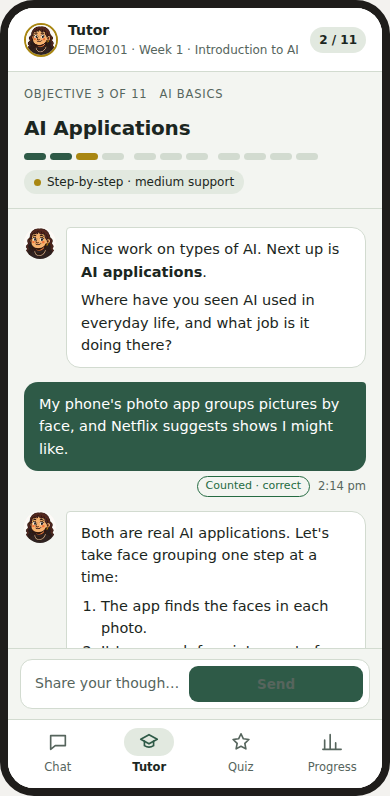 Tutor
DEMO101 · Week 1 · Introduction to AI
2 / 11
OBJECTIVE 3 OF 11 AI BASICS
AI Applications
Step-by-step · medium support
Nice work on types of AI. Next up is
AI applications.
Where have you seen AI used in
everyday life, and what job is it
doing there?
My phone's photo app groups pictures by
face, and Netflix suggests shows I might
like.
Counted · correct 2:14 pm
Both are real AI applications. Let's
take face grouping one step at a
time:
1. The app finds the faces in each
photo.
Share your though...
Send
Chat
Tutor
Quiz
Progress